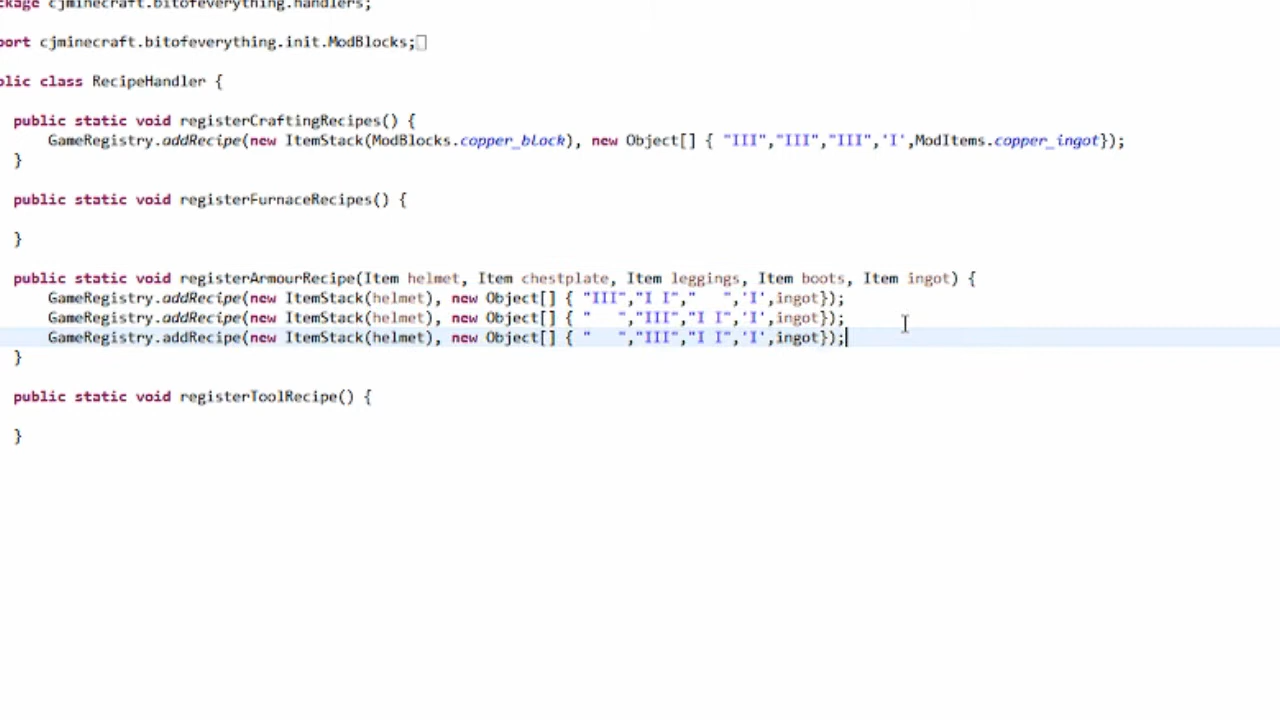 ckage cjminecraft.bitofeverything.handlers;
port cjminecraft.bitofeverything.init.ModBlocks;
blic class RecipeHandler {
public static void registerCraftingRecipes() {
GameRegistry.addRecipe(new ItemStack(ModBlocks.copper_block), new Object[] { "III","III","III",'I',ModItems.copper_ingot});
}
public static void registerFurnaceRecipes() {
}
public static void registerArmourRecipe(Item helmet, Item chestplate, Item leggings, Item boots, Item ingot) {
GameRegistry.addRecipe(new ItemStack(helmet), new Object[] { "III","I I","   ",'I',ingot});
GameRegistry.addRecipe(new ItemStack(helmet), new Object[] { "   ","III","I I",'I',ingot});
GameRegistry.addRecipe(new ItemStack(helmet), new Object[] { "   ","III","I I",'I',ingot});
}
public static void registerToolRecipe() {
}